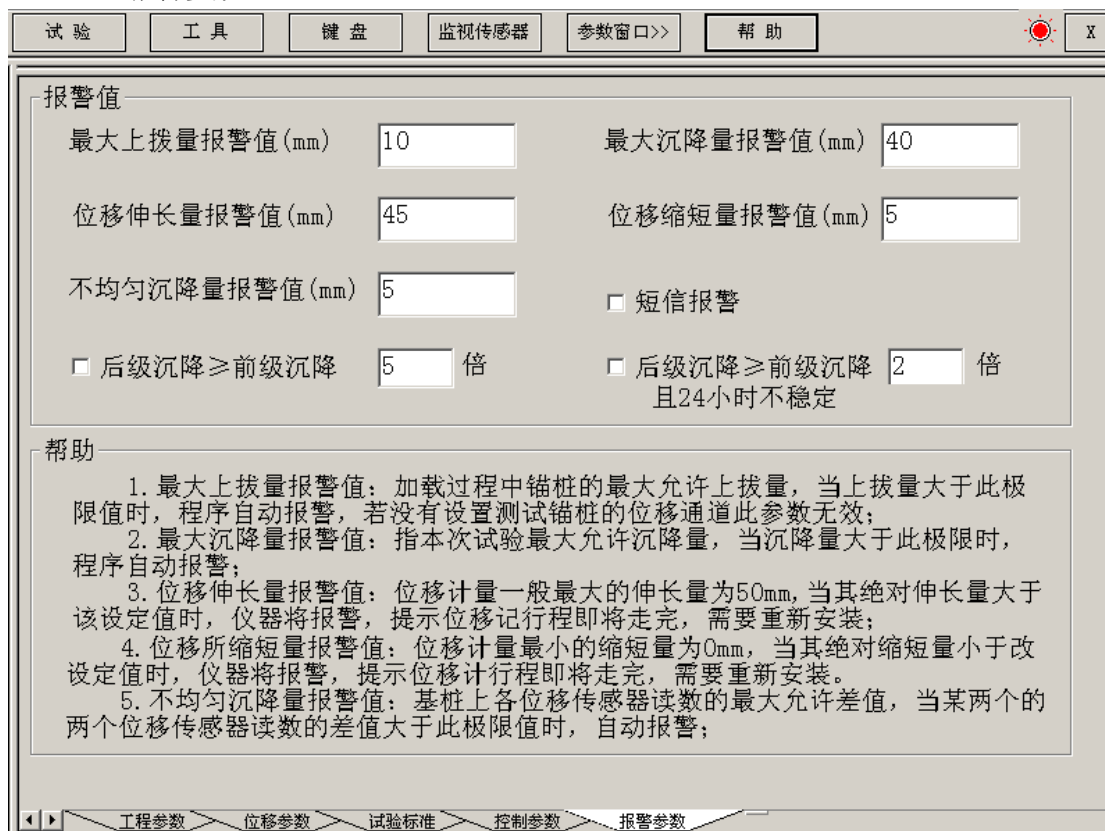 试 验 工 具 键 盘 监视传感器 参数窗口>> 帮 助 X
报警值
最大上拨量报警值(mm) 10 最大沉降量报警值(mm) 40
位移伸长量报警值(mm) 45 位移缩短量报警值(mm) 5
不均匀沉降量报警值(mm) 5 短信报警
后级沉降≥前级沉降 5 倍 后级沉降≥前级沉降 2 倍
且24小时不稳定
帮助
1. 最大上拔量报警值：加载过程中锚桩的最大允许上拔量，当上拔量大于此极
限值时，程序自动报警，若没有设置测试锚桩的位移通道此参数无效；
2. 最大沉降量报警值：指本次试验最大允许沉降量，当沉降量大于此极限时，
程序自动报警；
3. 位移伸长量报警值：位移计量一般最大的伸长量为50mm,当其绝对伸长量大于
该设定值时，仪器将报警，提示位移记行程即将走完，需要重新安装；
4. 位移所缩短量报警值：位移计量最小的缩短量为0mm，当其绝对缩短量小于改
设定值时，仪器将报警，提示位移计行程即将走完，需要重新安装。
5. 不均匀沉降量报警值：基桩上各位移传感器读数的最大允许差值，当某两个的
两个位移传感器读数的差值大于此极限值时，自动报警；
工程参数 位移参数 试验标准 控制参数 报警参数